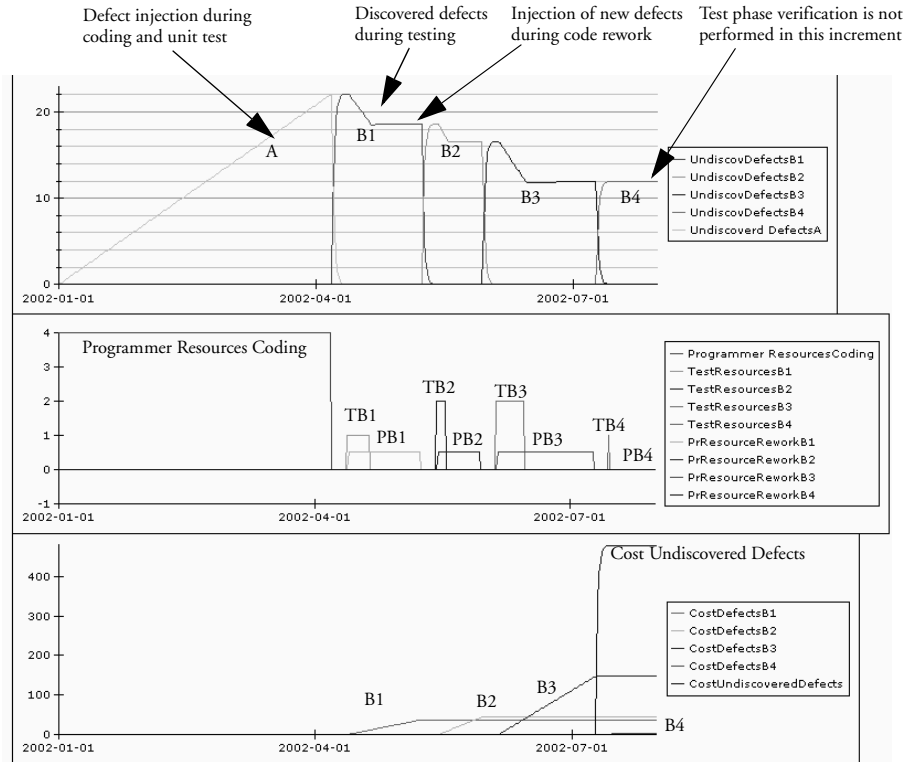 Defect injection during
coding and unit test
Discovered defects
during testing
Injection of new defects
during code rework
Test phase verification is not
performed in this increment
20
10
0
A
B1
B2
B3
B4
UndiscovDefectsB1
UndiscovDefectsB2
UndiscovDefectsB3
UndiscovDefectsB4
Undiscoverd DefectsA
2002-01-01
2002-04-01
2002-07-01
4
3
2
1
0
-1
Programmer Resources Coding
TB1
PB1
TB2
PB2
TB3
PB3
TB4
PB4
Programmer ResourcesCoding
TestResourcesB1
TestResourcesB2
TestResourcesB3
TestResourcesB4
PrResourceReworkB1
PrResourceReworkB2
PrResourceReworkB3
PrResourceReworkB4
2002-01-01
2002-04-01
2002-07-01
400
300
200
100
0
Cost Undiscovered Defects
B1
B2
B3
B4
CostDefectsB1
CostDefectsB2
CostDefectsB3
CostDefectsB4
CostUndiscoveredDefects
2002-01-01
2002-04-01
2002-07-01